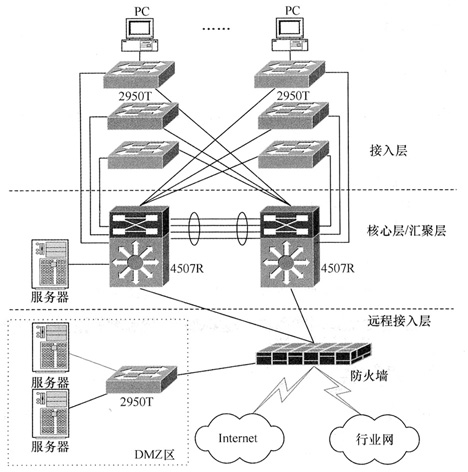 PC
……
PC
2950T
2950T
接入层
核心层/汇聚层
4507R
4507R
服务器
远程接入层
服务器
防火墙
2950T
服务器
DMZ区
Internet
行业网